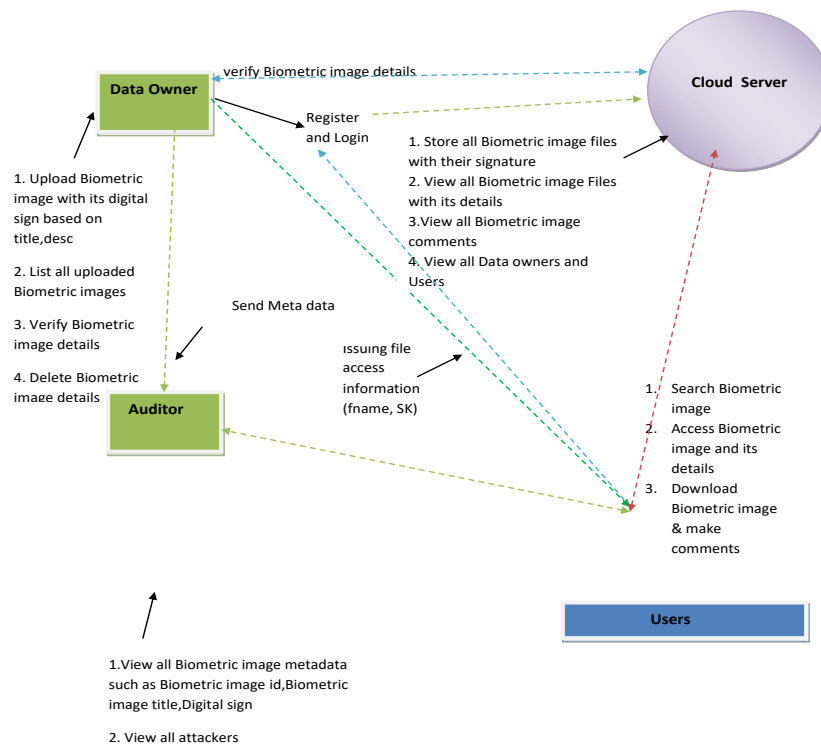 verify Biometric image details
Data Owner
Cloud  Server
Register
and Login
1. Upload Biometric
image with its digital
sign based on
title,desc
2. List all uploaded
Biometric images
3. Verify Biometric
image details
4. Delete Biometric
image details
1. Store all Biometric image files
with their signature
2. View all Biometric image Files
with its details
3.View all Biometric image
comments
4. View all Data owners and
Users
Send Meta data
Issuing file
access
information
(fname, SK)
Auditor
1. Search Biometric
image
2. Access Biometric
image and its
details
3. Download
Biometric image
& make
comments
Users
1.View all Biometric image metadata
such as Biometric image id,Biometric
image title,Digital sign
2. View all attackers